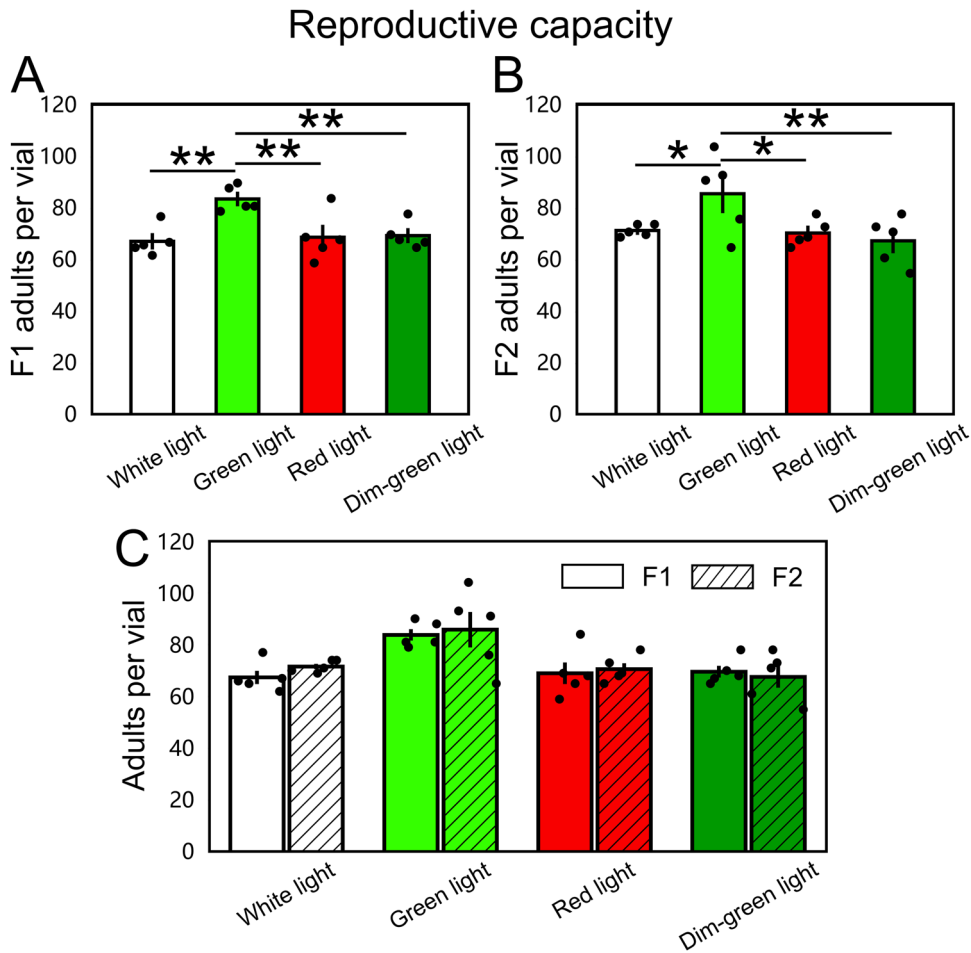 Reproductive capacity
A
F1 adults per vial
120
100
80
60
40
20
0
**
**
**
White light
Green light
Red light
Dim-green light
B
F2 adults per vial
120
100
80
60
40
20
0
*
*
**
White light
Green light
Red light
Dim-green light
C
Adults per vial
120
100
80
60
40
20
0
F1
F2
White light
Green light
Red light
Dim-green light